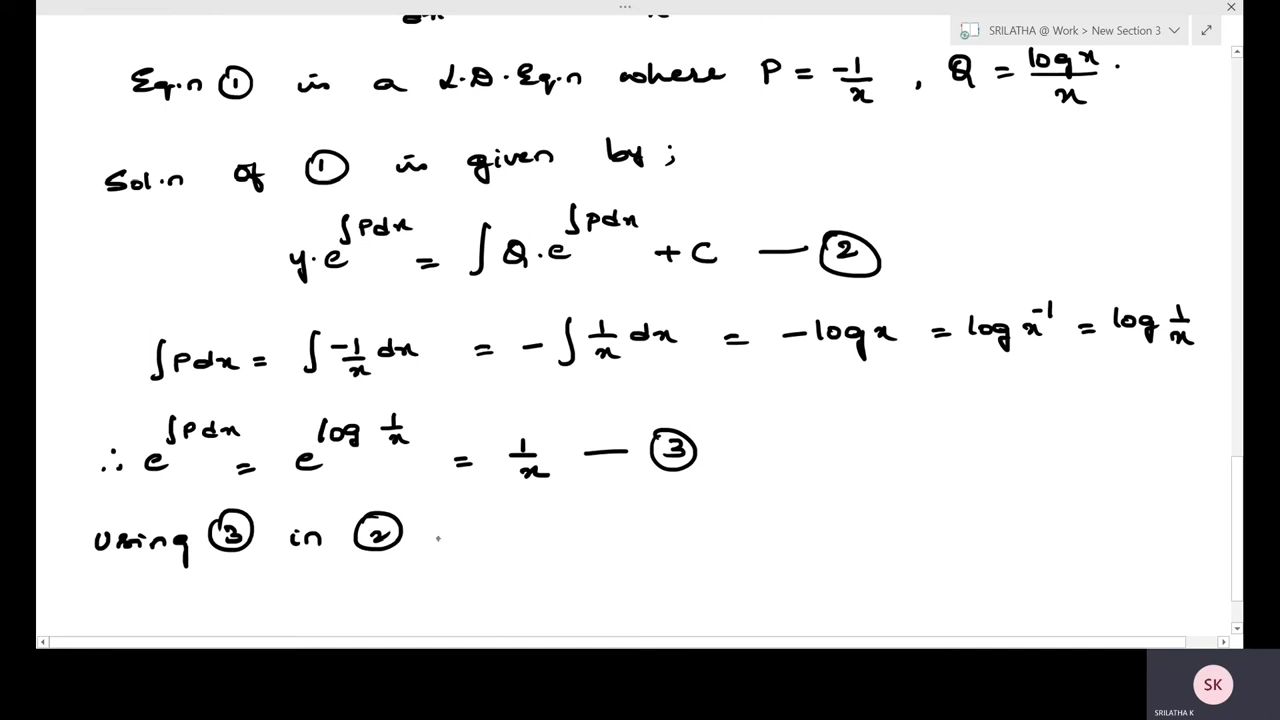 SRILATHA @ Work > New Section 3
Eq.n ① is a L.D.Eq.n where P = -1/x , Q = log x/x .
Sol.n of ① is given by ;
y.e^∫Pdx = ∫ Q.e^∫Pdx + C — ②
∫Pdx = ∫ -1/x dx = - ∫ 1/x dx = - log x = log x^-1 = log 1/x
∴ e^∫Pdx = e^log 1/x = 1/x — ③
Using ③ in ②
SK
SRILATHA K